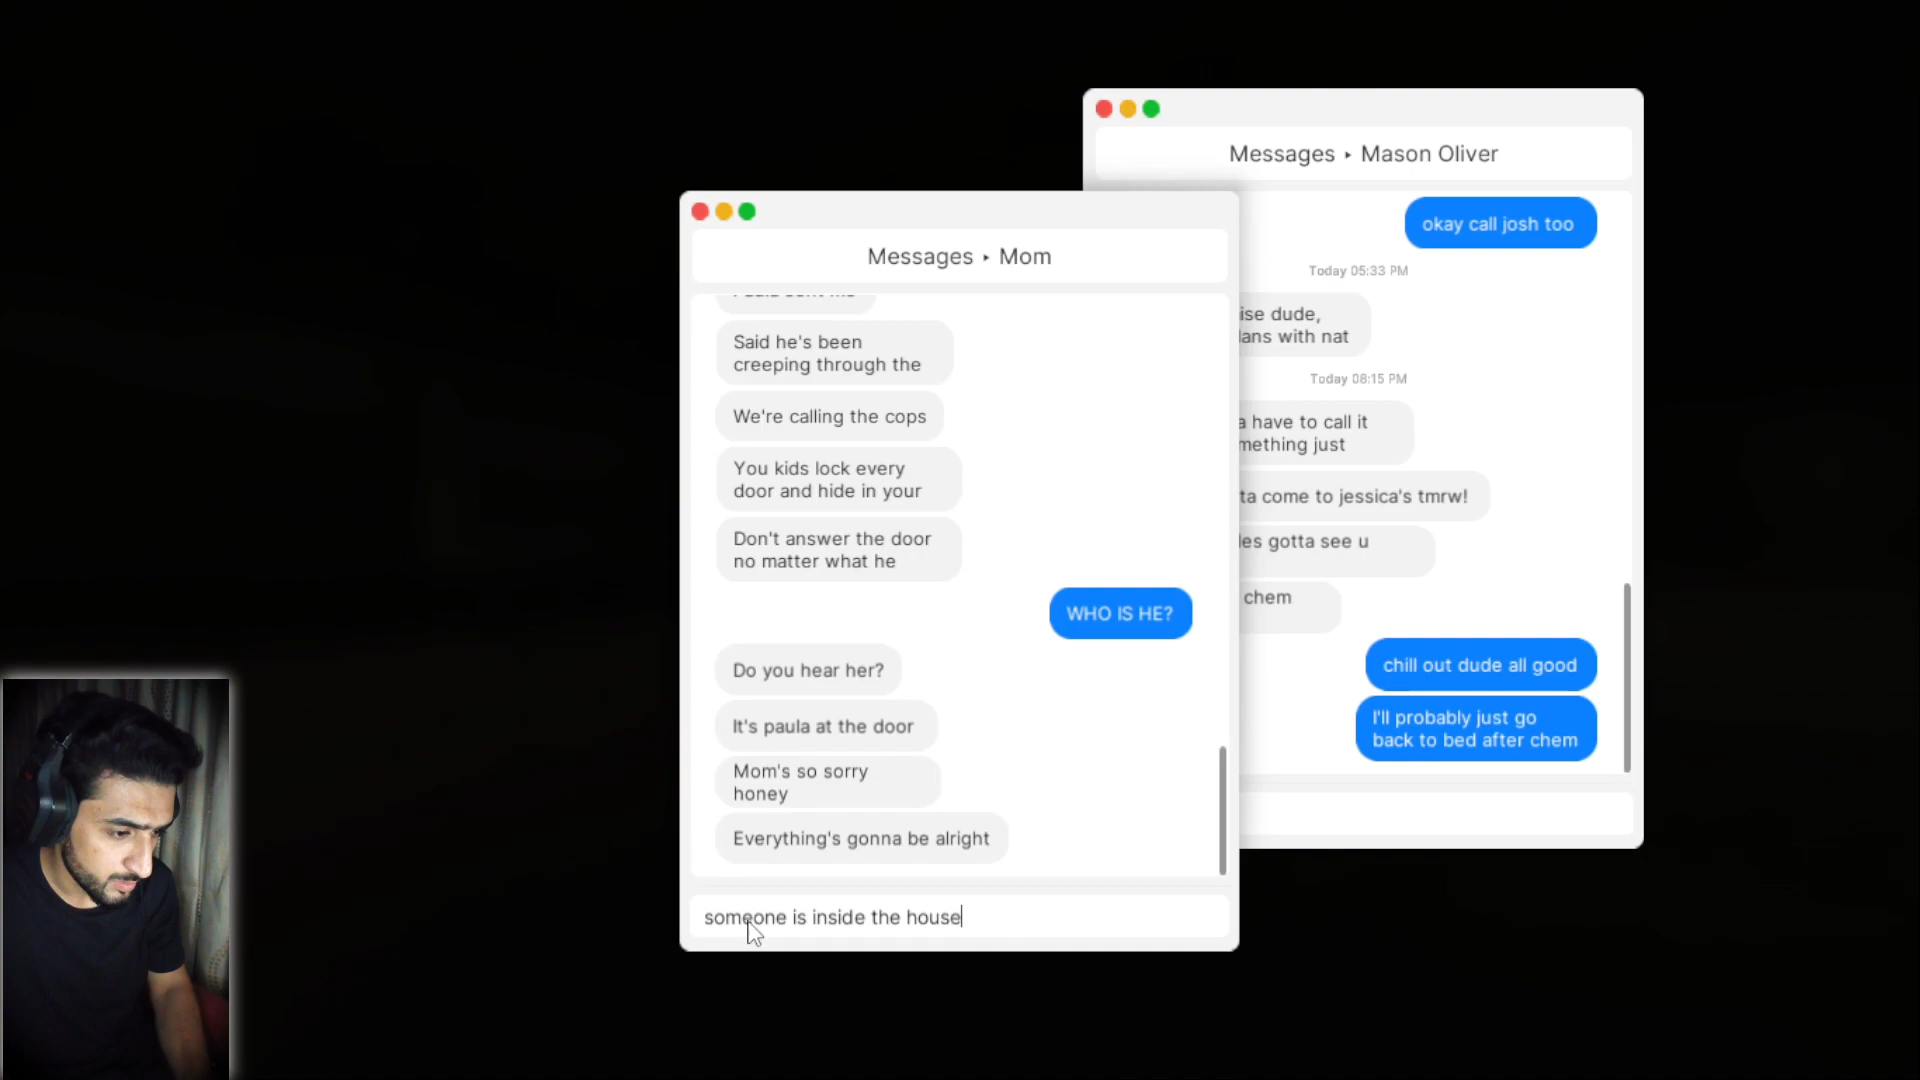 Messages ▸ Mason Oliver
okay call josh too
Today 05:33 PM
dude,
with nat
Today 08:15 PM
have to call it
just
come to jessica's tmrw!
gotta see u
chem
chill out dude all good
I'll probably just go
back to bed after chem
Messages ▸ Mom
Said he's been
creeping through the
We're calling the cops
You kids lock every
door and hide in your
Don't answer the door
no matter what he
WHO IS HE?
Do you hear her?
It's paula at the door
Mom's so sorry
honey
Everything's gonna be alright
someone is inside the house